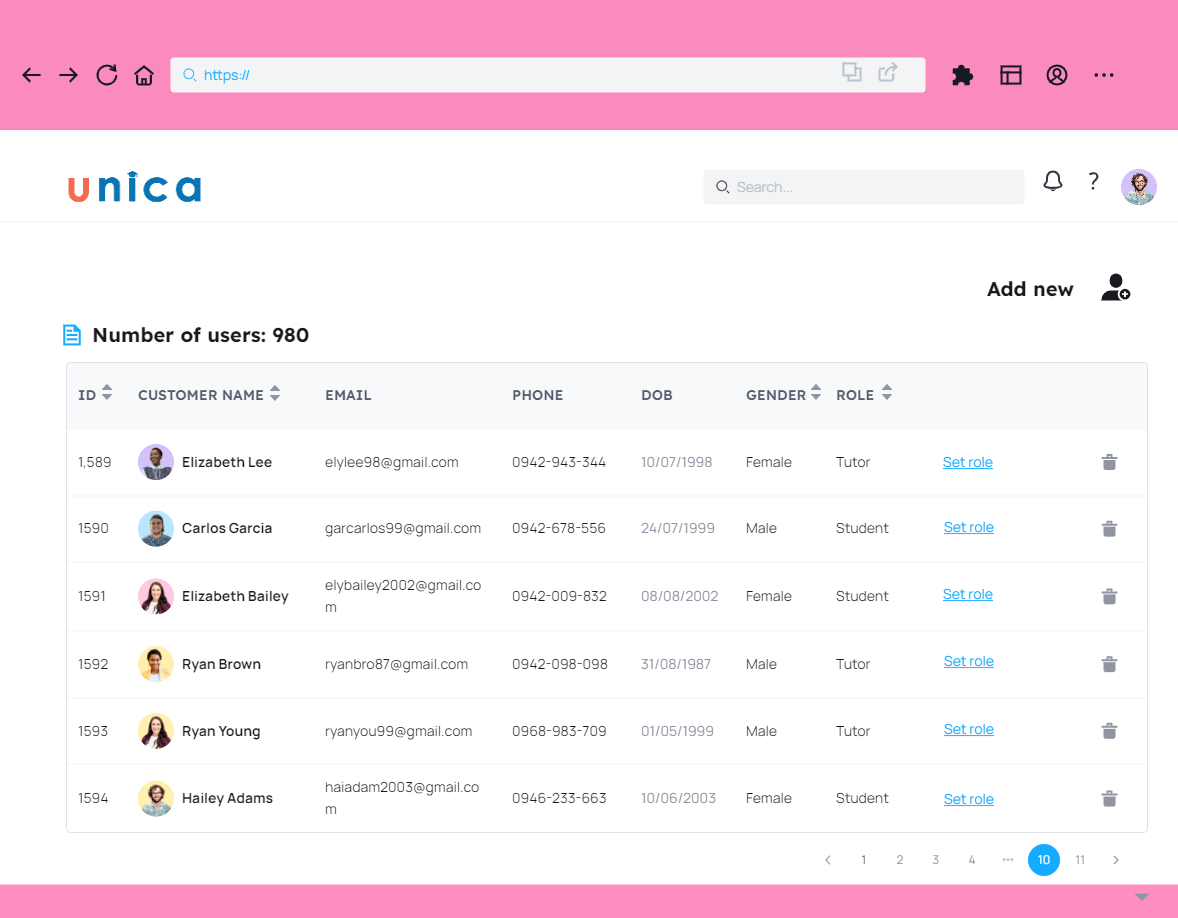 https://
unica
Search...
?
Add new
Number of users: 980
ID CUSTOMER NAME EMAIL PHONE DOB GENDER ROLE
1,589 Elizabeth Lee elylee98@gmail.com 0942-943-344 10/07/1998 Female Tutor Set role
1590 Carlos Garcia garcarlos99@gmail.com 0942-678-556 24/07/1999 Male Student Set role
1591 Elizabeth Bailey elybailey2002@gmail.co 0942-009-832 08/08/2002 Female Student Set role
m
1592 Ryan Brown ryanbro87@gmail.com 0942-098-098 31/08/1987 Male Tutor Set role
1593 Ryan Young ryanyou99@gmail.com 0968-983-709 01/05/1999 Male Tutor Set role
1594 Hailey Adams haiadam2003@gmail.co 0946-233-663 10/06/2003 Female Student Set role
m
< 1 2 3 4 ... 10 11 >